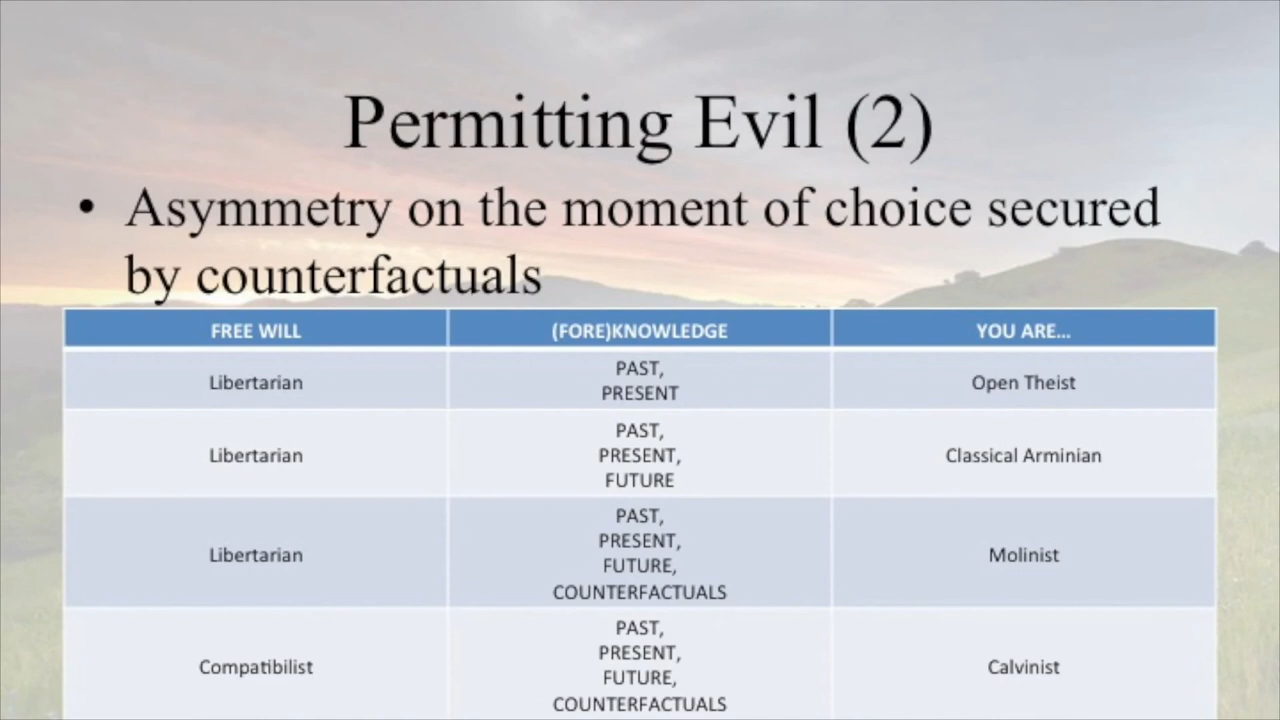 Permitting Evil (2)
• Asymmetry on the moment of choice secured
by counterfactuals
FREE WILL (FORE)KNOWLEDGE YOU ARE...
Libertarian PAST, Open Theist
PRESENT
Libertarian PAST, Classical Arminian
PRESENT,
FUTURE
Libertarian PAST, Molinist
PRESENT,
FUTURE,
COUNTERFACTUALS
Compatibilist PAST, Calvinist
PRESENT,
FUTURE,
COUNTERFACTUALS